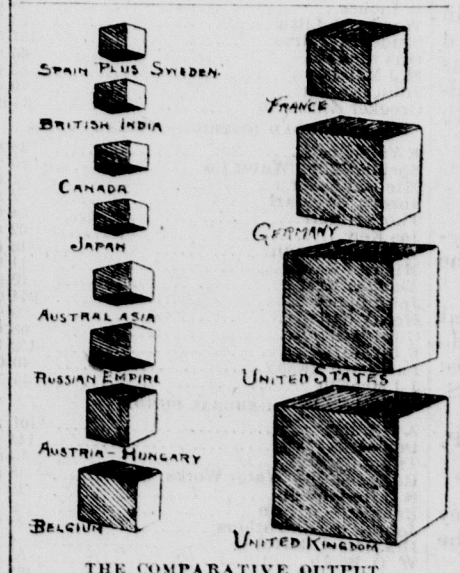 SPAIN PLUS SWEDEN.
BRITISH INDIA
CANADA
JAPAN
AUSTRAL ASIA
RUSSIAN EMPIRE
AUSTRIA-HUNGARY
BELGIUM
FRANCE
GERMANY
UNITED STATES
UNITED KINGDOM
THE COMPARATIVE OUTPUT